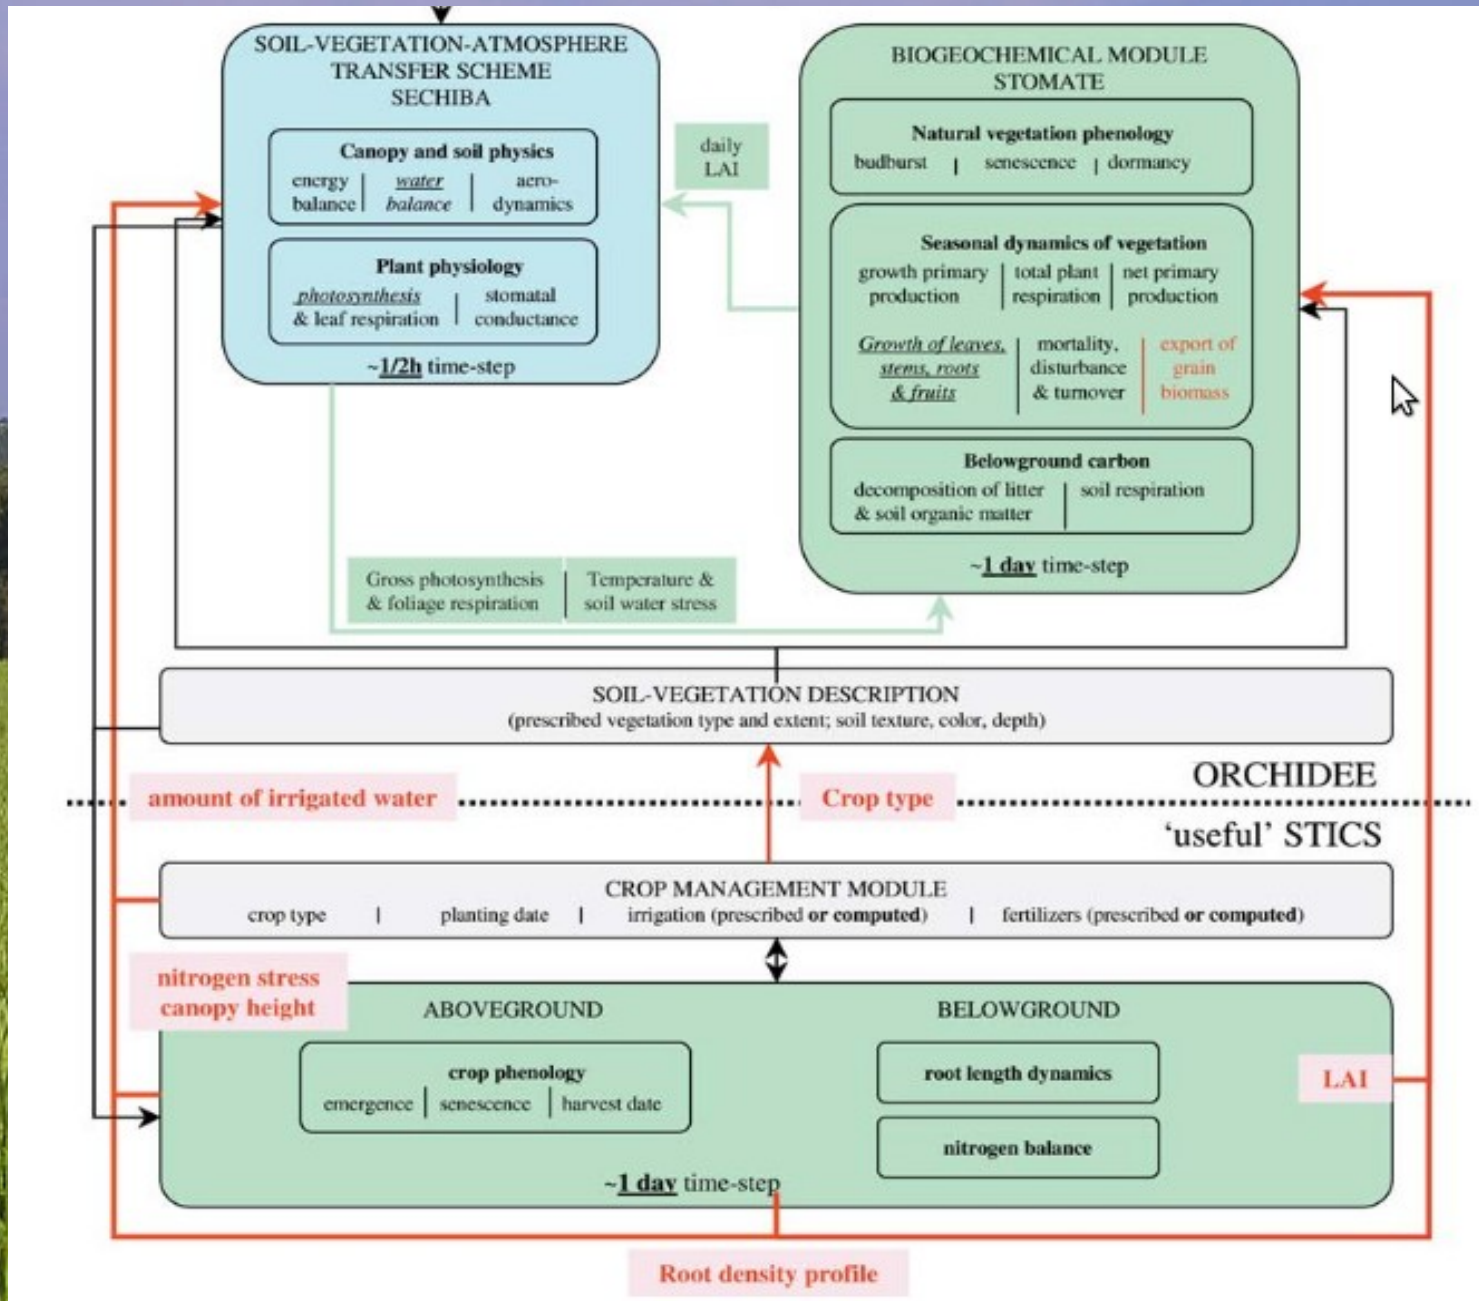 SOIL-VEGETATION-ATMOSPHERE
TRANSFER SCHEME
SECHIBA
Canopy and soil physics
energy balance | water balance | aero-dynamics
Plant physiology
photosynthesis & leaf respiration | stomatal conductance
~1/2h time-step
daily
LAI
BIOGEOCHEMICAL MODULE
STOMATE
Natural vegetation phenology
budburst | senescence | dormancy
Seasonal dynamics of vegetation
growth primary production | total plant respiration | net primary production
Growth of leaves, stems, roots & fruits | mortality, disturbance & turnover | export of grain biomass
Belowground carbon
decomposition of litter & soil organic matter | soil respiration
~1 day time-step
Gross photosynthesis & foliage respiration | Temperature & soil water stress
SOIL-VEGETATION DESCRIPTION
(prescribed vegetation type and extent; soil texture, color, depth)
ORCHIDEE
amount of irrigated water
Crop type
'useful' STICS
CROP MANAGEMENT MODULE
crop type | planting date | irrigation (prescribed or computed) | fertilizers (prescribed or computed)
nitrogen stress
canopy height
ABOVEGROUND
crop phenology
emergence | senescence | harvest date
BELOWGROUND
root length dynamics
nitrogen balance
LAI
~1 day time-step
Root density profile